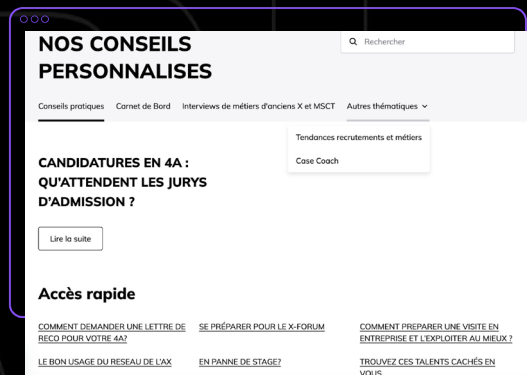 NOS CONSEILS
PERSONNALISES
Rechercher
Conseils pratiques Carnet de Bord Interviews de métiers d'anciens X et MSCT Autres thématiques
Tendances recrutements et métiers
Case Coach
CANDIDATURES EN 4A :
QU'ATTENDENT LES JURYS
D'ADMISSION ?
Lire la suite
Accès rapide
COMMENT DEMANDER UNE LETTRE DE
RECO POUR VOTRE 4A?
SE PRÉPARER POUR LE X-FORUM
COMMENT PREPARER UNE VISITE EN
ENTREPRISE ET L'EXPLOITER AU MIEUX ?
LE BON USAGE DU RESEAU DE L'AX
EN PANNE DE STAGE?
TROUVEZ CES TALENTS CACHÉS EN
VOUS